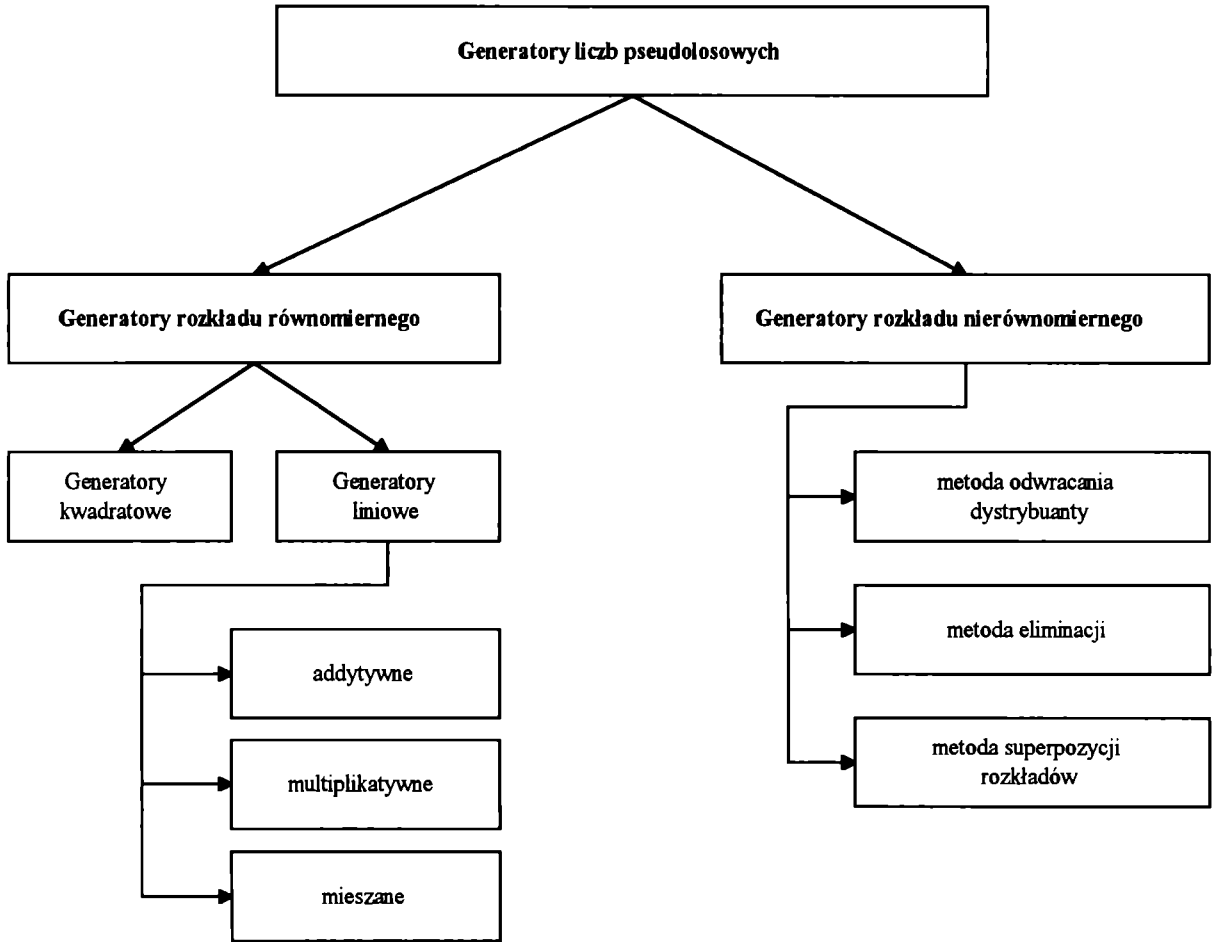 Generatory liczb pseudolosowych
Generatory rozkładu równomiernego
Generatory rozkładu nierównomiernego
Generatory
kwadratowe
Generatory
liniowe
addytywne
multiplikatywne
mieszane
metoda odwracania
dystrybuanty
metoda eliminacji
metoda superpozycji
rozkładów